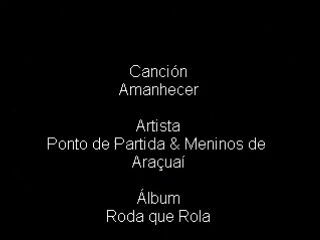 Canción
Amanhecer
Artista
Ponto de Partida & Meninos de
Araçuaí
Álbum
Roda que Rola